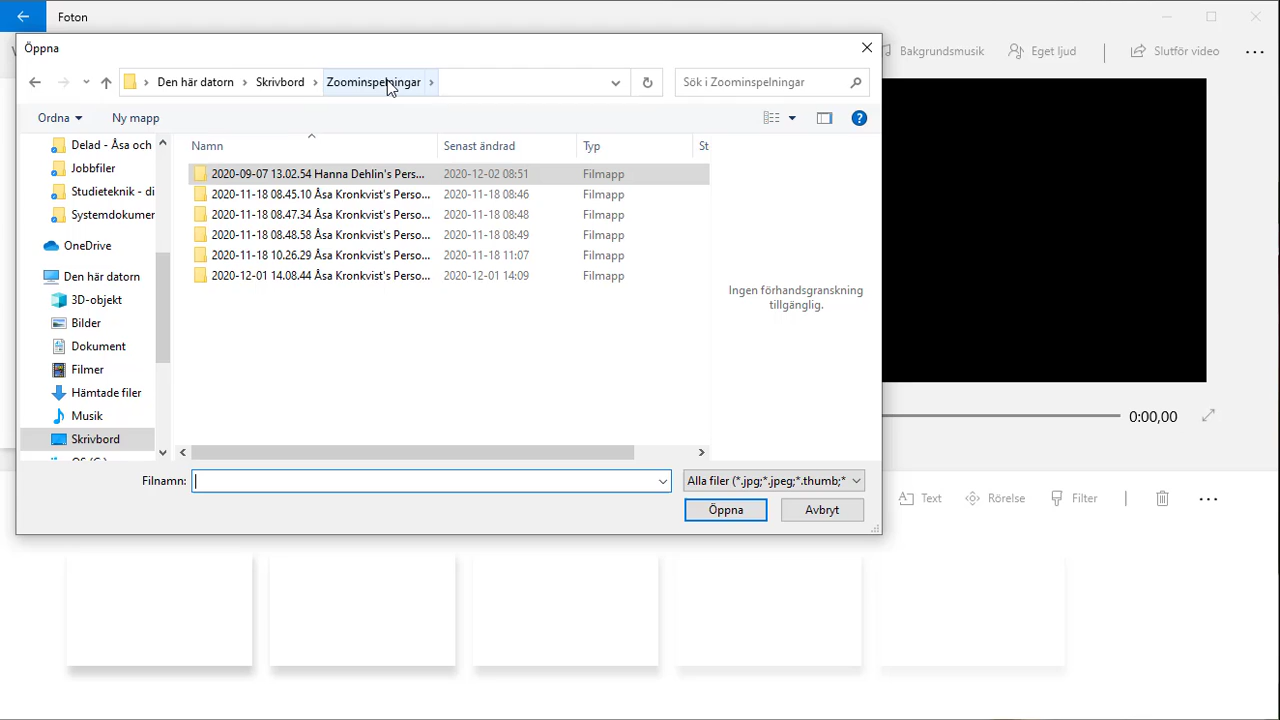 Foton
Öppna
Bakgrundsmusik
Eget ljud
Slutför video
Den här datorn
Skrivbord
Zoominspelningar
Sök i Zoominspelningar
Ordna
Ny mapp
Namn
Senast ändrad
Typ
St
Delad - Åsa och
Jobbfiler
Studieteknik - di
Systemdokumer
OneDrive
Den här datorn
3D-objekt
Bilder
Dokument
Filmer
Hämtade filer
Musik
Skrivbord
2020-09-07 13.02.54 Hanna Dehlin's Pers... 2020-12-02 08:51 Filmapp
2020-11-18 08.45.10 Åsa Kronkvist's Perso... 2020-11-18 08:46 Filmapp
2020-11-18 08.47.34 Åsa Kronkvist's Perso... 2020-11-18 08:48 Filmapp
2020-11-18 08.48.58 Åsa Kronkvist's Perso... 2020-11-18 08:49 Filmapp
2020-11-18 10.26.29 Åsa Kronkvist's Perso... 2020-11-18 11:07 Filmapp
2020-12-01 14.08.44 Åsa Kronkvist's Perso... 2020-12-01 14:09 Filmapp
Ingen förhandsgranskning
tillgänglig.
Filnamn:
Alla filer (*.jpg;*.jpeg;*.thumb;*
Öppna
Avbryt
0:00,00
Text
Rörelse
Filter